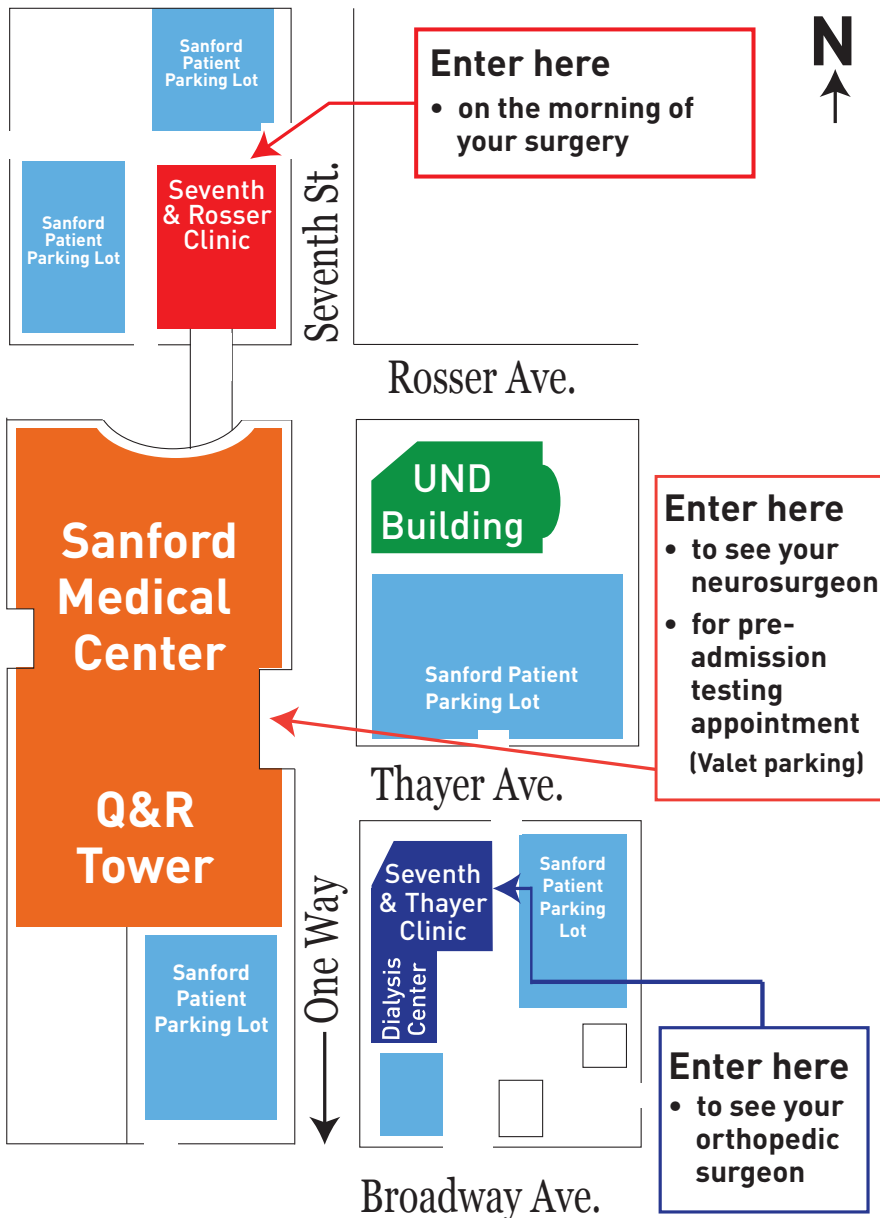 Sanford
Patient
Parking Lot
Enter here
• on the morning of
your surgery
N
Sanford
Patient
Parking Lot
Seventh
& Rosser
Clinic
Seventh St.
Rosser Ave.
Sanford
Medical
Center
Q&R
Tower
UND
Building
Sanford Patient
Parking Lot
Enter here
• to see your
neurosurgeon
• for pre-
admission
testing
appointment
(Valet parking)
Thayer Ave.
Seventh
& Thayer
Clinic
Dialysis
Center
Sanford
Patient
Parking
Lot
One Way
Sanford
Patient
Parking Lot
Enter here
• to see your
orthopedic
surgeon
Broadway Ave.